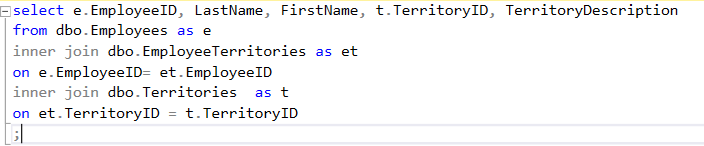 select e.EmployeeID, LastName, FirstName, t.TerritoryID, TerritoryDescription
from dbo.Employees as e
inner join dbo.EmployeeTerritories as et
on e.EmployeeID= et.EmployeeID
inner join dbo.Territories  as t
on et.TerritoryID = t.TerritoryID
;